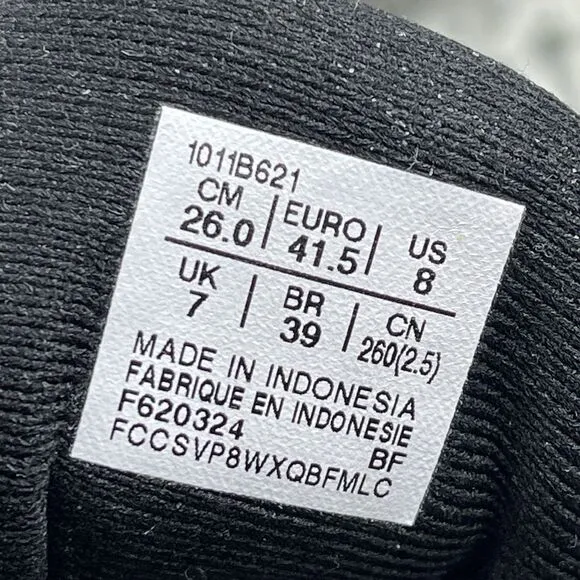 1011B621
CM | EURO | US
26.0 | 41.5 | 8
UK | BR | CN
7 | 39 | 260(2.5)
MADE IN INDONESIA
FABRIQUE EN INDONESIE
F620324 BF
FCCSVP8WXQBFMLC